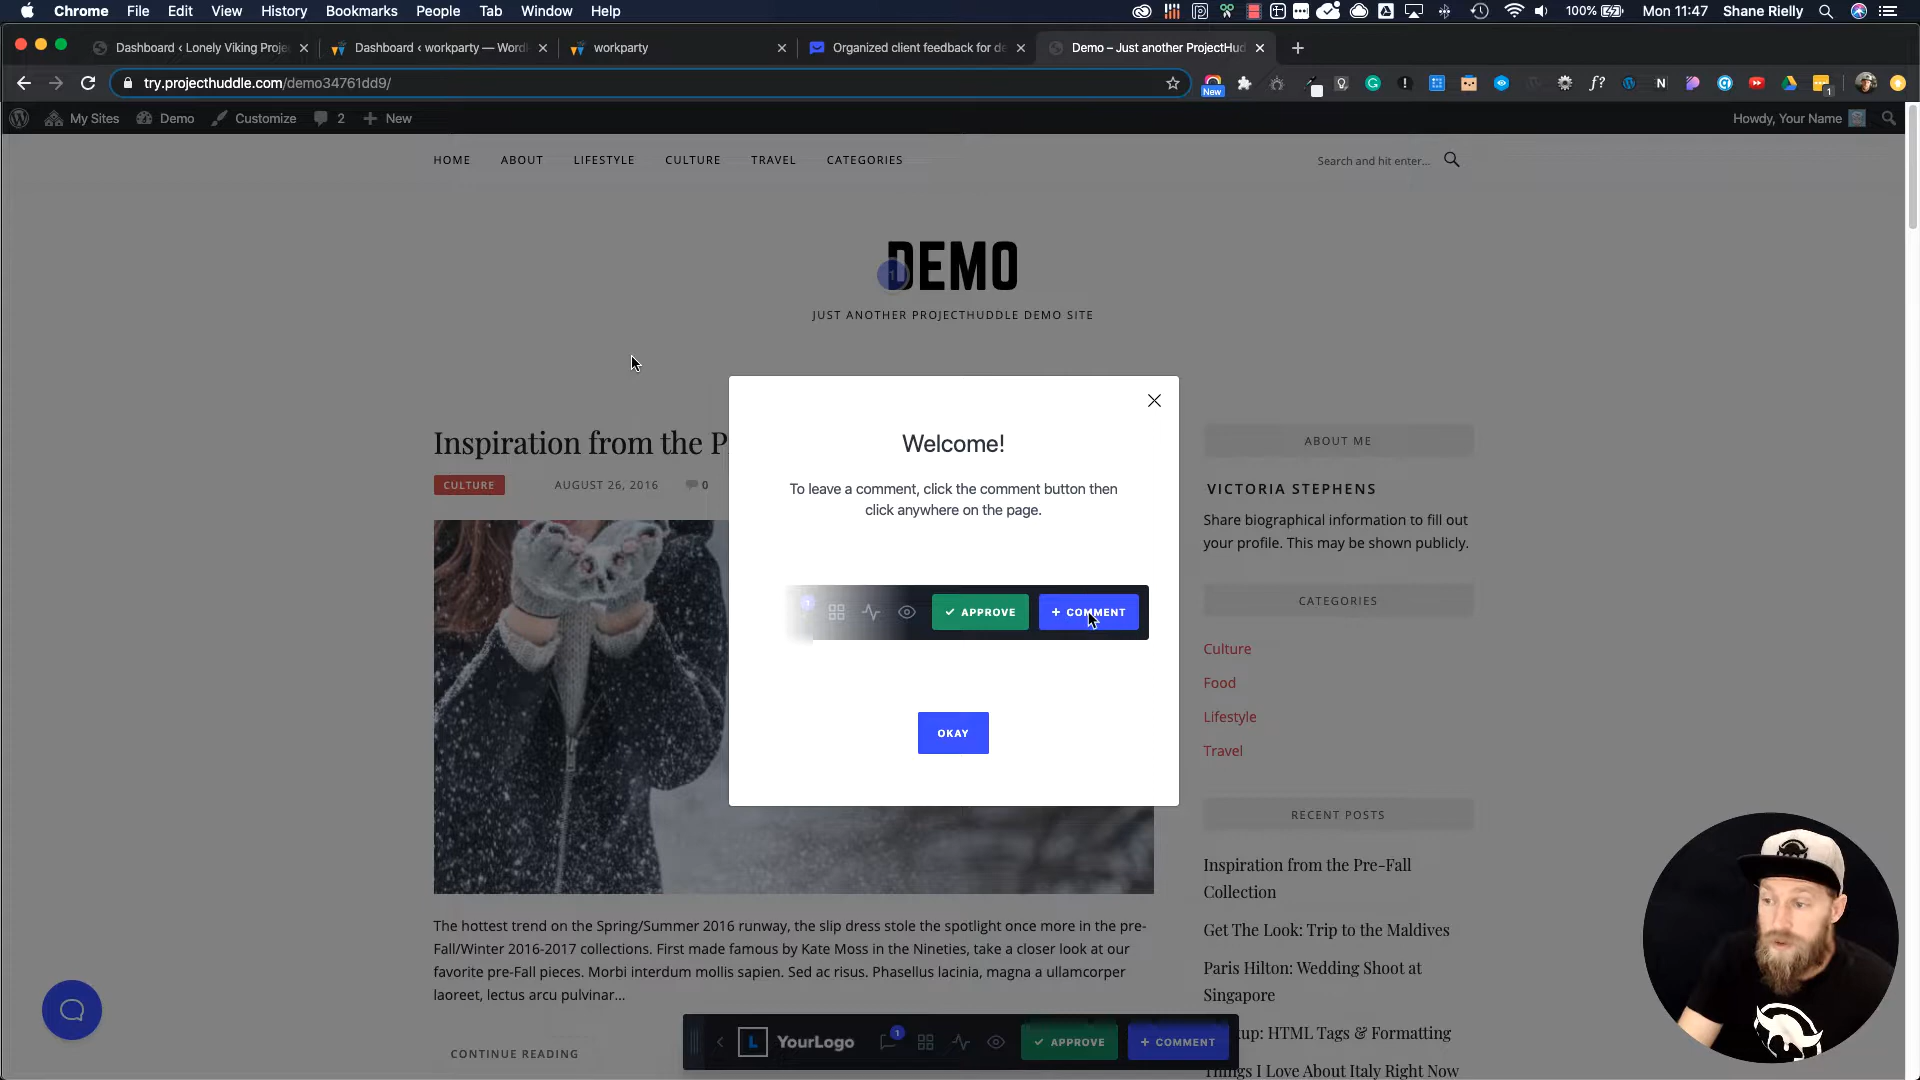 Chrome File Edit View History Bookmarks People Tab Window Help
100% Mon 11:47 Shane Rielly
Dashboard ‹ Lonely Viking Proje
Dashboard ‹ workparty — Word
workparty
Organized client feedback for de
Demo – Just another ProjectHud
try.projecthuddle.com/demo34761dd9/
New
1
My Sites Demo Customize 2 New
Howdy, Your Name
HOME ABOUT LIFESTYLE CULTURE TRAVEL CATEGORIES
Search and hit enter...
1
DEMO
JUST ANOTHER PROJECTHUDDLE DEMO SITE
Welcome!
To leave a comment, click the comment button then
click anywhere on the page.
APPROVE
COMMENT
OKAY
Inspiration from the P
CULTURE AUGUST 26, 2016 0
The hottest trend on the Spring/Summer 2016 runway, the slip dress stole the spotlight once more in the pre-
Fall/Winter 2016-2017 collections. First made famous by Kate Moss in the Nineties, take a closer look at our
favorite pre-Fall pieces. Morbi interdum mollis sapien. Sed ac risus. Phasellus lacinia, magna a ullamcorper
laoreet, lectus arcu pulvinar...
CONTINUE READING
ABOUT ME
VICTORIA STEPHENS
Share biographical information to fill out
your profile. This may be shown publicly.
CATEGORIES
Culture
Food
Lifestyle
Travel
RECENT POSTS
Inspiration from the Pre-Fall
Collection
Get The Look: Trip to the Maldives
Paris Hilton: Wedding Shoot at
Singapore
kup: HTML Tags & Formatting
Things I Love About Italy Right Now
L YourLogo 1 APPROVE COMMENT